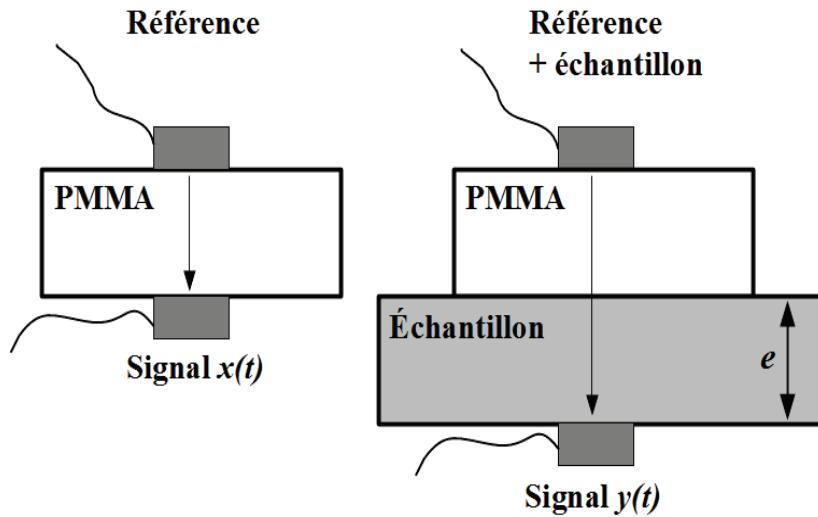 Référence
PMMA
Signal x(t)
Référence
+ échantillon
PMMA
Échantillon
e
Signal y(t)